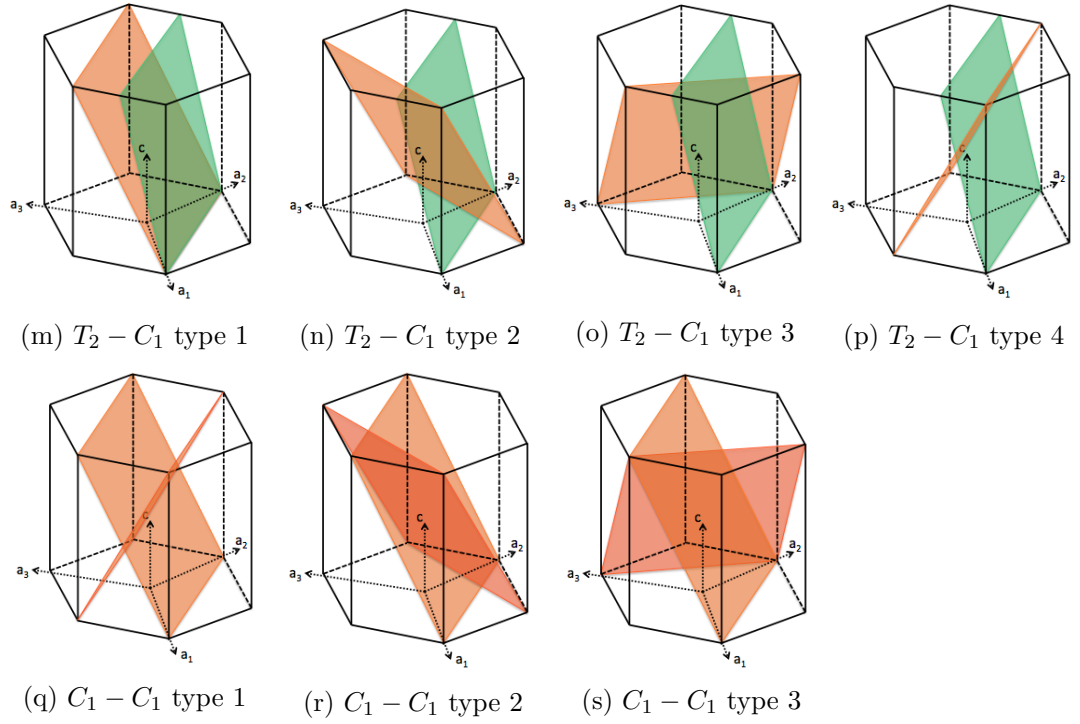 c a₂ a₃ a₁
c a₂ a₃ a₁
c a₂ a₃ a₁
c a₂ a₃ a₁
(m) T₂ − C₁ type 1 (n) T₂ − C₁ type 2 (o) T₂ − C₁ type 3 (p) T₂ − C₁ type 4
c a₂ a₃ a₁
c a₂ a₃ a₁
c a₂ a₃ a₁
(q) C₁ − C₁ type 1 (r) C₁ − C₁ type 2 (s) C₁ − C₁ type 3